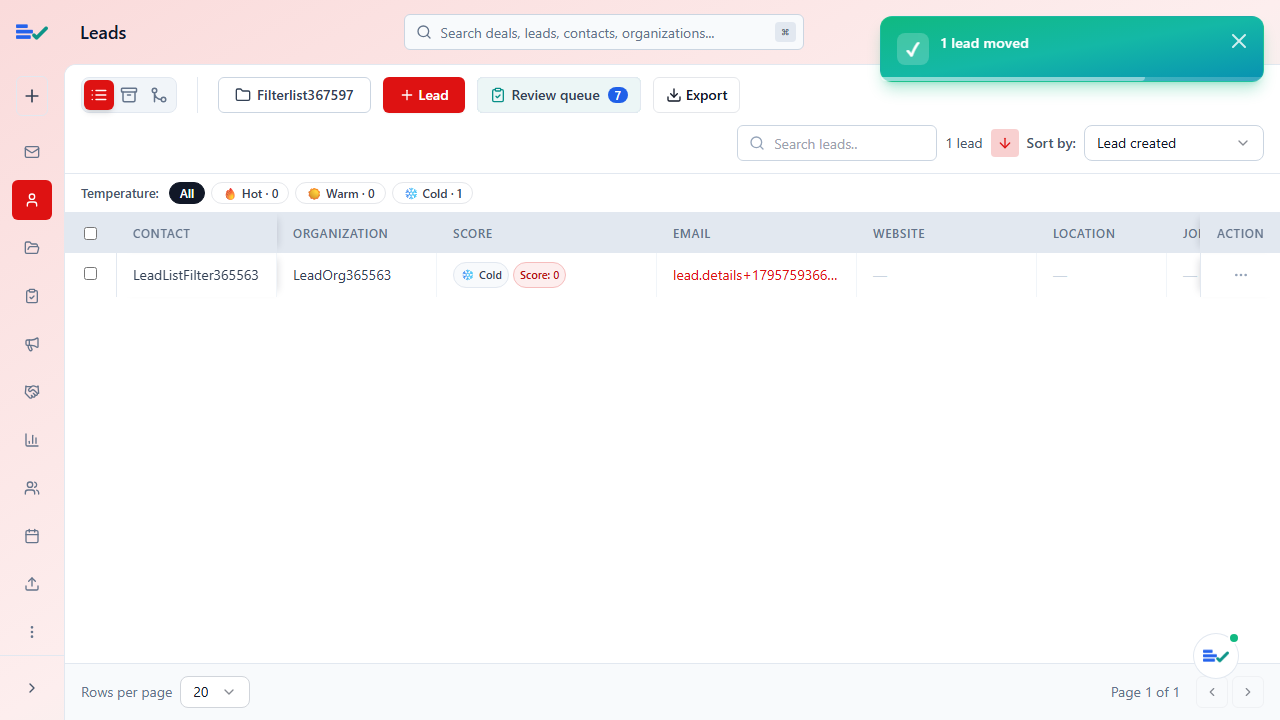 Leads
Search deals, leads, contacts, organizations...
⌘
1 lead moved
Filterlist367597
Lead
Review queue 7
Export
Search leads..
1 lead
Sort by:
Lead created
Temperature:
All
Hot · 0
Warm · 0
Cold · 1
CONTACT
ORGANIZATION
SCORE
EMAIL
WEBSITE
LOCATION
JO
ACTION
LeadListFilter365563
LeadOrg365563
Cold
Score: 0
lead.details+1795759366...
—
—
—
Rows per page
20
Page 1 of 1